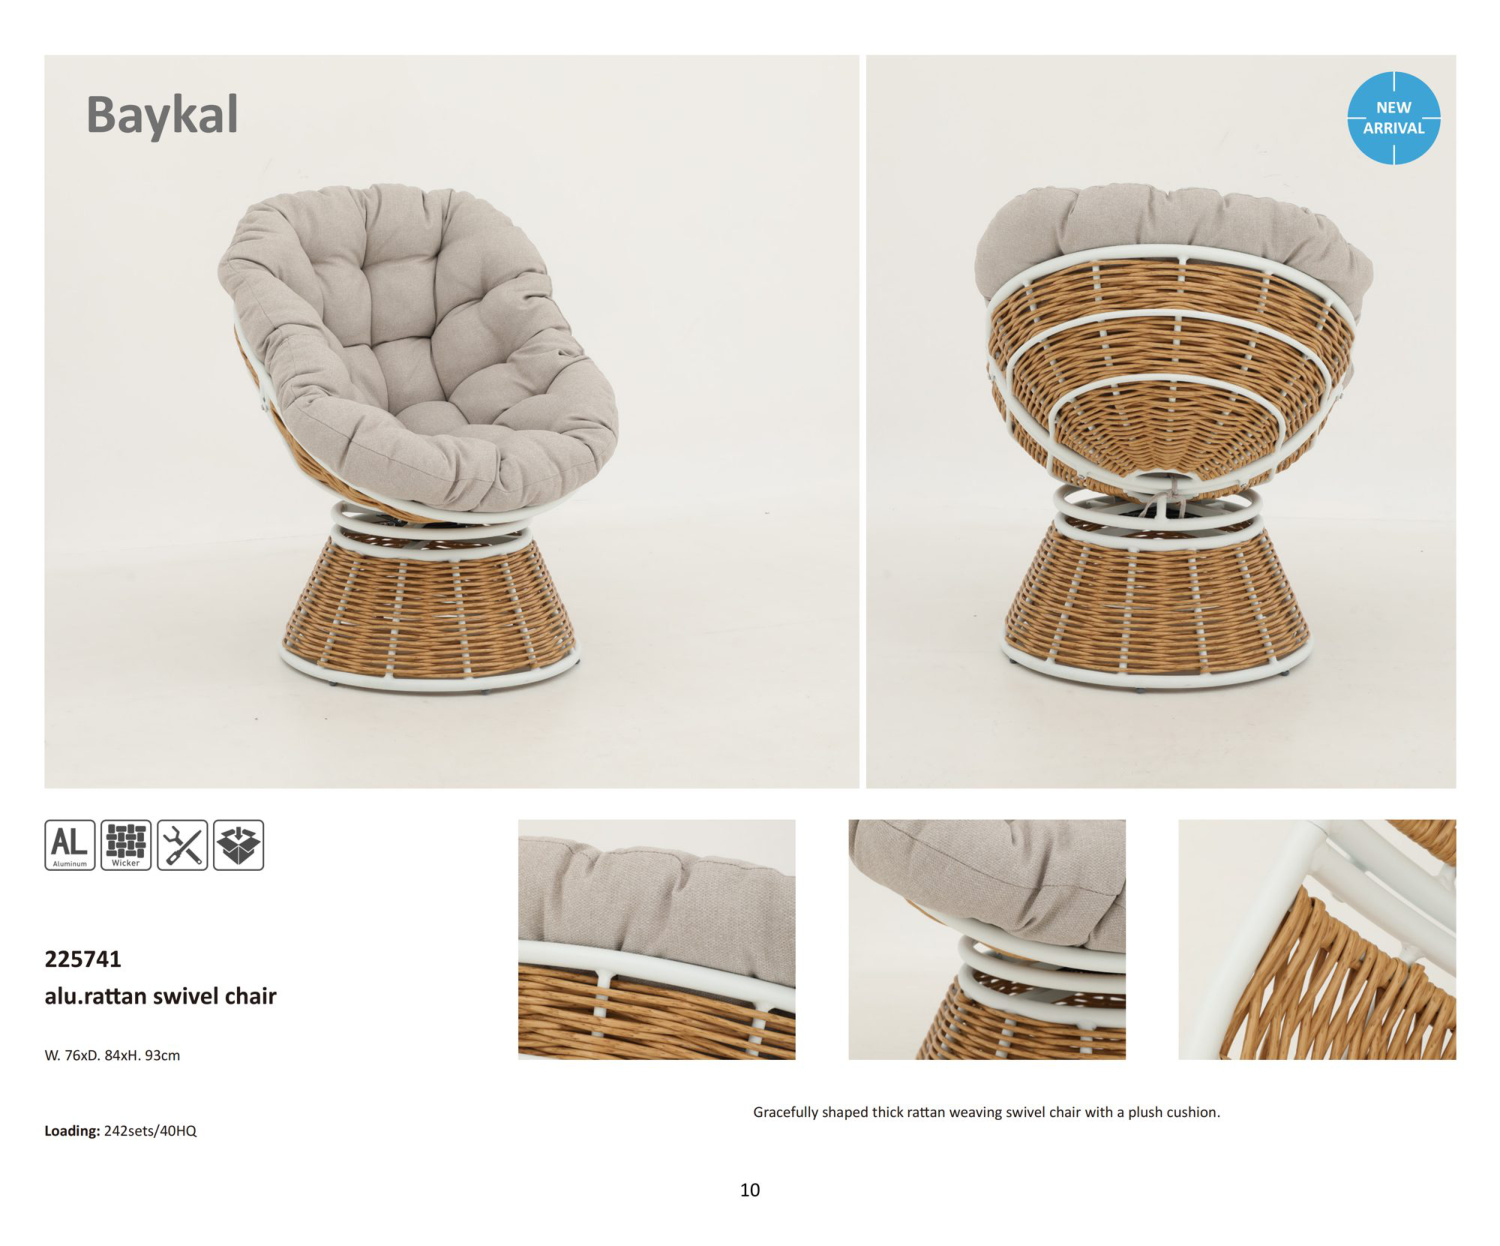 Baykal
NEW
ARRIVAL
AL
Aluminum
Wicker
225741
alu.rattan swivel chair
W. 76xD. 84xH. 93cm
Loading: 242sets/40HQ
Gracefully shaped thick rattan weaving swivel chair with a plush cushion.
10